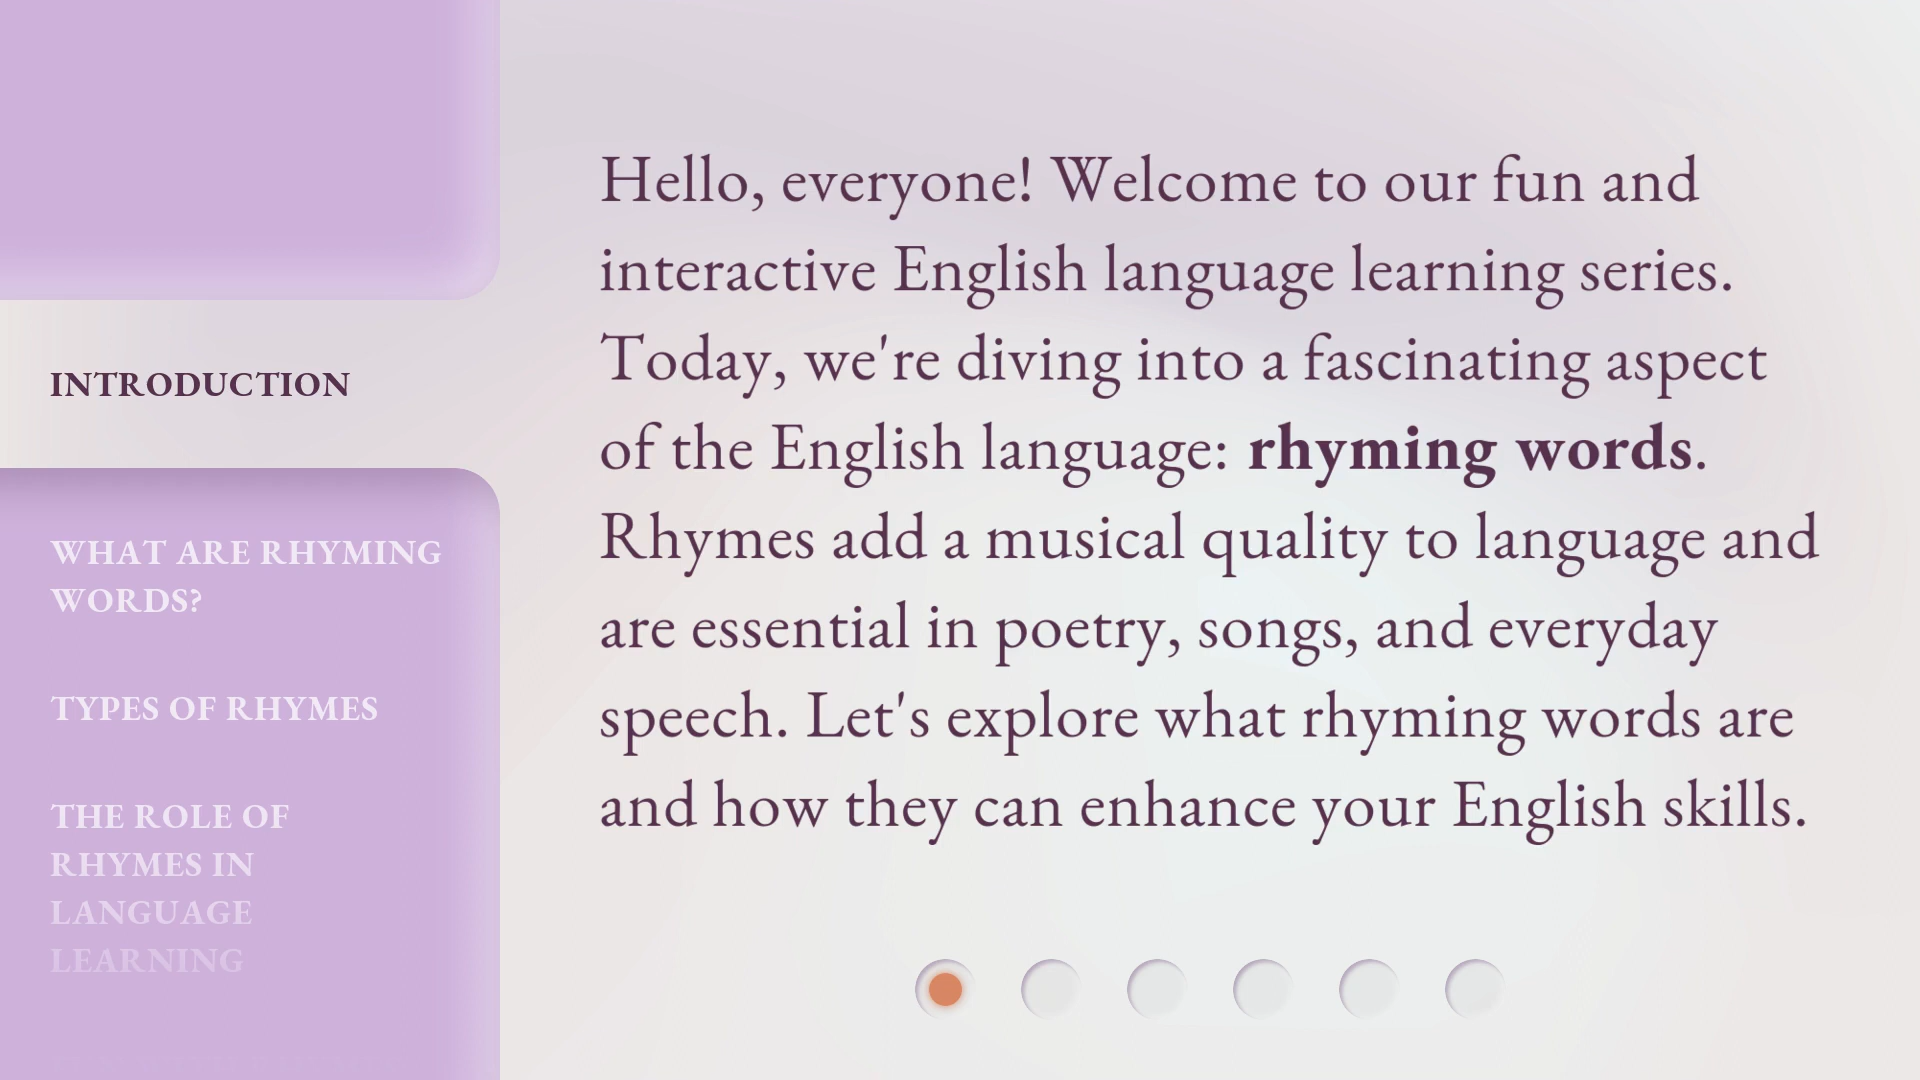 INTRODUCTION
WHAT ARE RHYMING
WORDS?
TYPES OF RHYMES
THE ROLE OF
RHYMES IN
LANGUAGE
LEARNING
Hello, everyone! Welcome to our fun and
interactive English language learning series.
Today, we're diving into a fascinating aspect
of the English language: rhyming words.
Rhymes add a musical quality to language and
are essential in poetry, songs, and everyday
speech. Let's explore what rhyming words are
and how they can enhance your English skills.